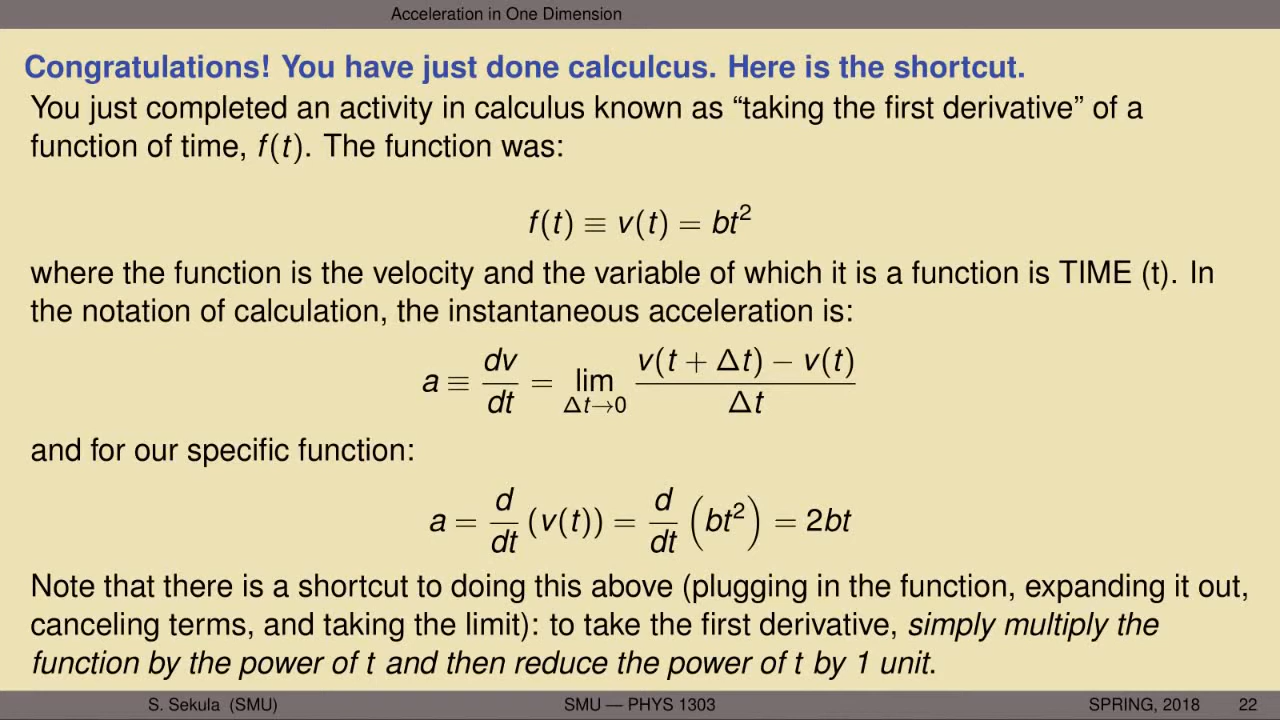 Acceleration in One Dimension
Congratulations! You have just done calculcus. Here is the shortcut.
You just completed an activity in calculus known as “taking the first derivative” of a
function of time, f(t). The function was:
f(t) ≡ v(t) = bt²
where the function is the velocity and the variable of which it is a function is TIME (t). In
the notation of calculation, the instantaneous acceleration is:
a ≡ dv/dt = lim Δt→0 (v(t + Δt) − v(t))/Δt
and for our specific function:
a = d/dt (v(t)) = d/dt (bt²) = 2bt
Note that there is a shortcut to doing this above (plugging in the function, expanding it out,
canceling terms, and taking the limit): to take the first derivative, simply multiply the
function by the power of t and then reduce the power of t by 1 unit.
S. Sekula (SMU) SMU — PHYS 1303 SPRING, 2018 22